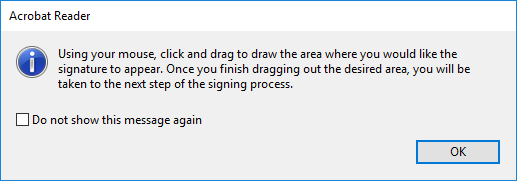 Acrobat Reader
Using your mouse, click and drag to draw the area where you would like the
signature to appear. Once you finish dragging out the desired area, you will be
taken to the next step of the signing process.
Do not show this message again
OK